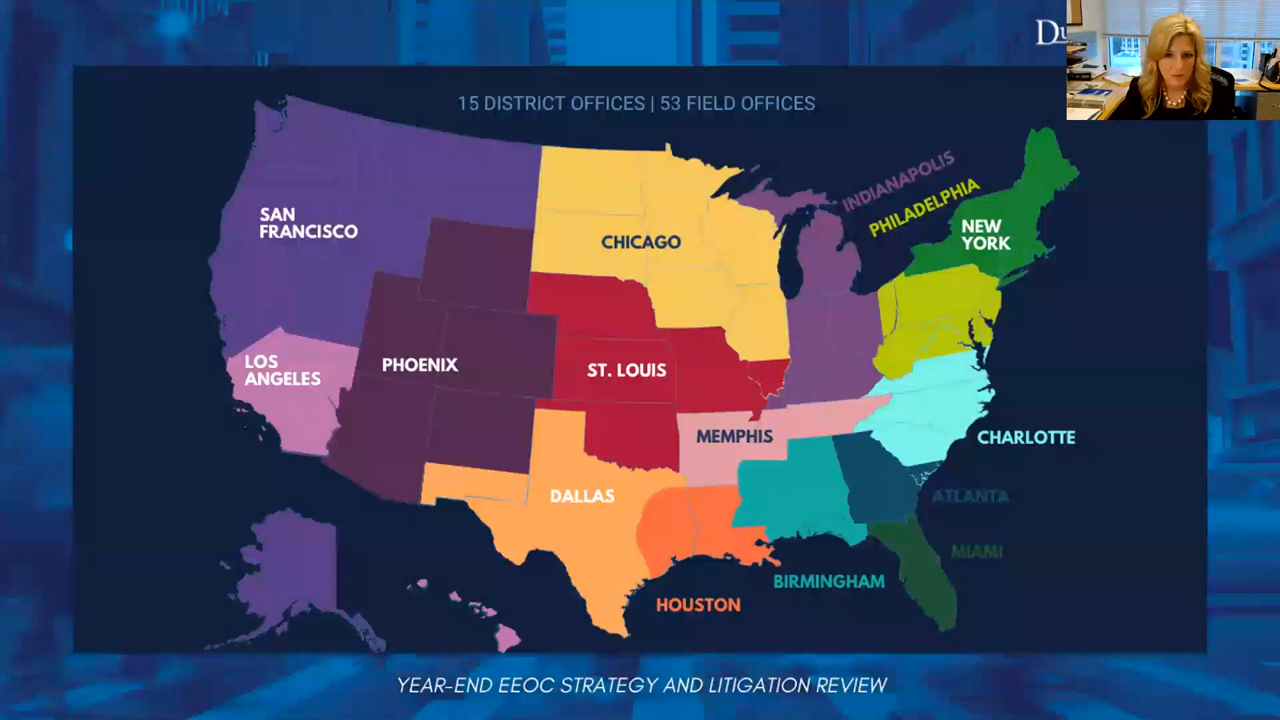 15 DISTRICT OFFICES | 53 FIELD OFFICES
INDIANAPOLIS
PHILADELPHIA
SAN
FRANCISCO
CHICAGO
NEW
YORK
LOS
ANGELES
PHOENIX
ST. LOUIS
MEMPHIS
CHARLOTTE
DALLAS
ATLANTA
MIAMI
BIRMINGHAM
HOUSTON
YEAR-END EEOC STRATEGY AND LITIGATION REVIEW